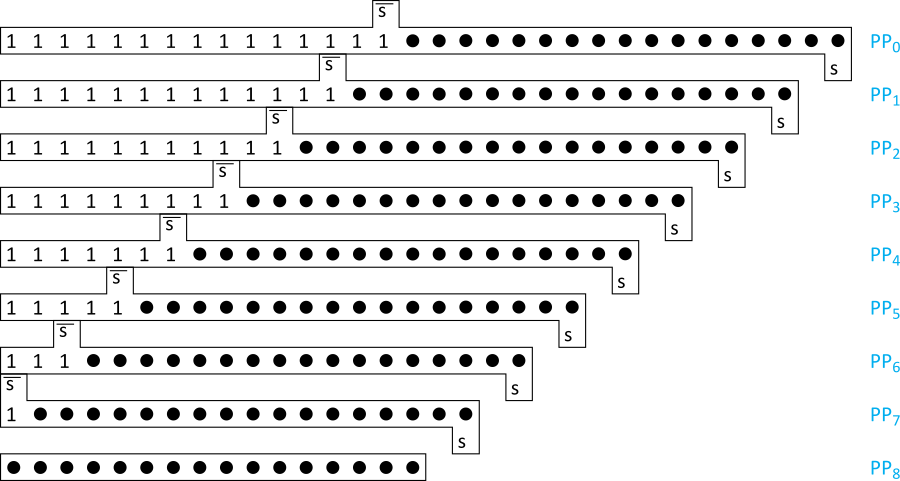 s̅
1 1 1 1 1 1 1 1 1 1 1 1 1 1 1 PP₀
s̅ s
1 1 1 1 1 1 1 1 1 1 1 1 1 PP₁
s̅ s
1 1 1 1 1 1 1 1 1 1 1 PP₂
s̅ s
1 1 1 1 1 1 1 1 1 PP₃
s̅ s
1 1 1 1 1 1 1 PP₄
s̅ s
1 1 1 1 1 PP₅
s̅ s
1 1 1 PP₆
s̅ s
1 PP₇
s
PP₈